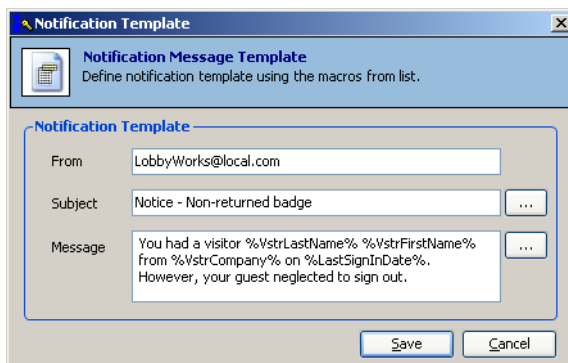 Notification Template
Notification Message Template
Define notification template using the macros from list.
Notification Template
From
LobbyWorks@local.com
Subject
Notice - Non-returned badge
...
Message
You had a visitor %VstrLastName% %VstrFirstName%
from %VstrCompany% on %LastSignInDate%.
However, your guest neglected to sign out.
...
Save
Cancel